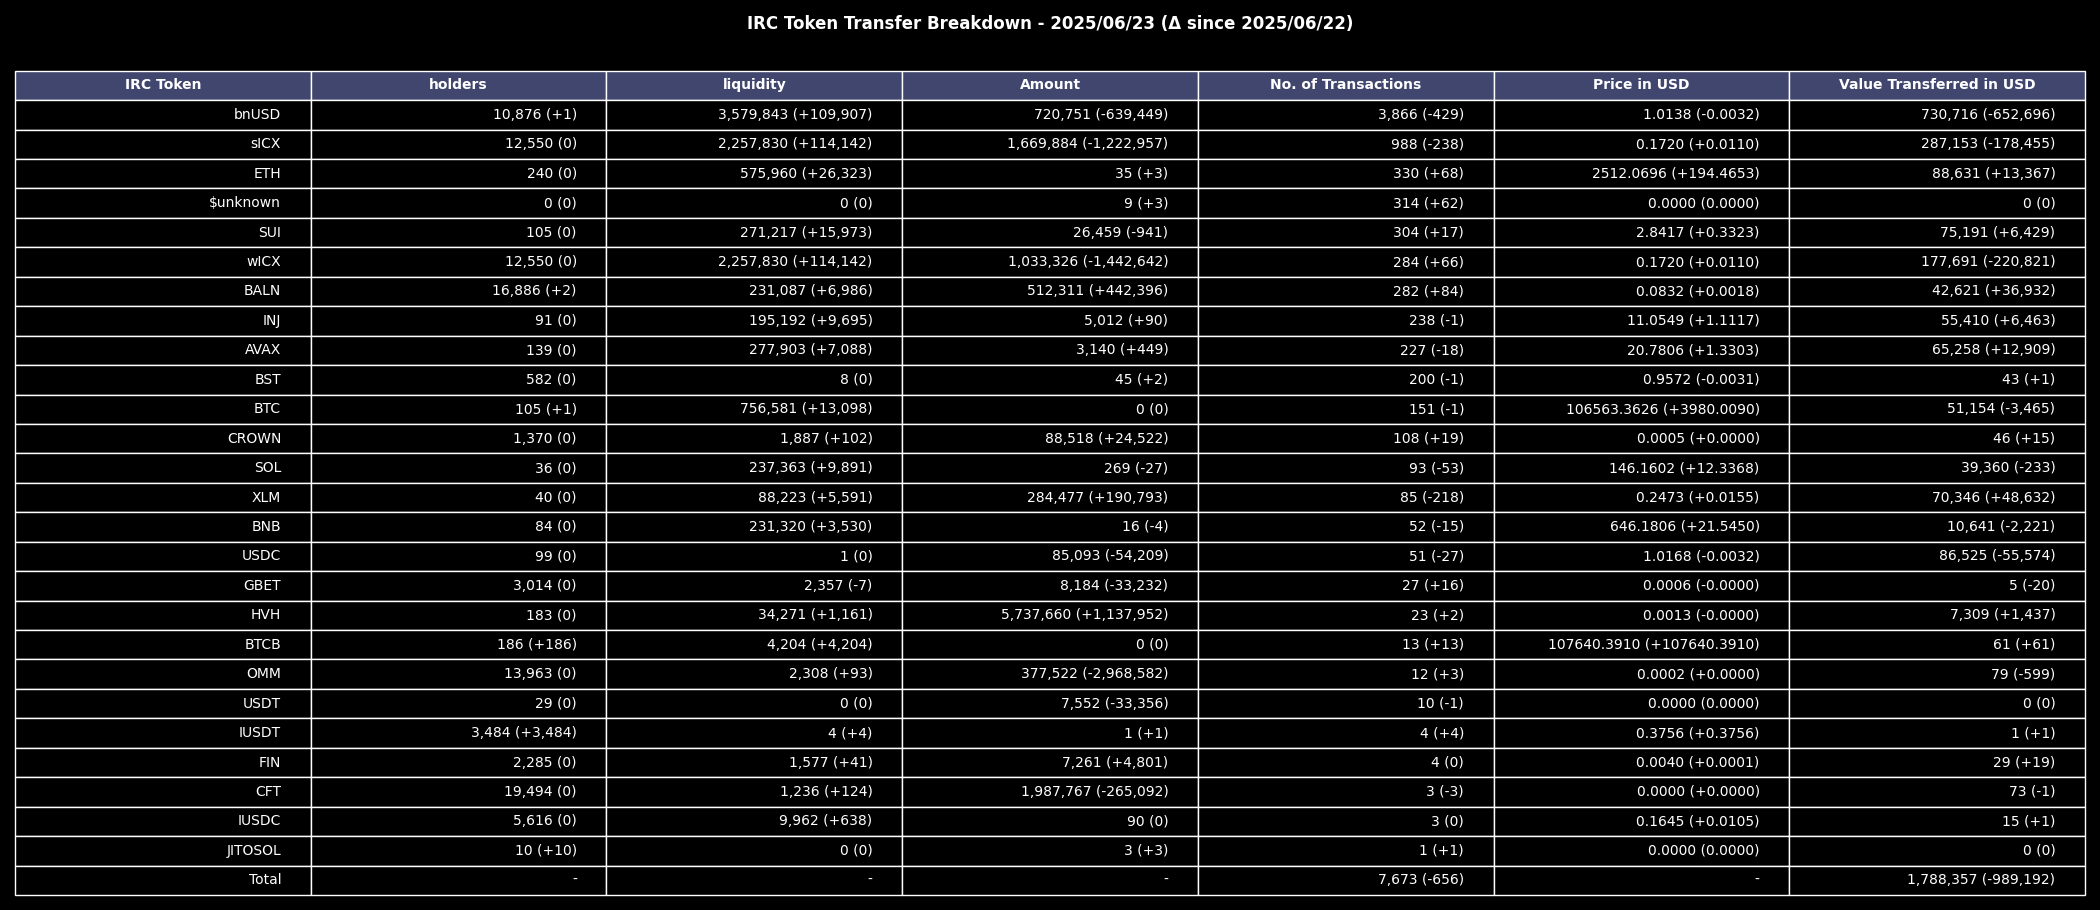 IRC Token Transfer Breakdown - 2025/06/23 (Δ since 2025/06/22)
IRC Token holders liquidity Amount No. of Transactions Price in USD Value Transferred in USD
bnUSD 10,876 (+1) 3,579,843 (+109,907) 720,751 (-639,449) 3,866 (-429) 1.0138 (-0.0032) 730,716 (-652,696)
sICX 12,550 (0) 2,257,830 (+114,142) 1,669,884 (-1,222,957) 988 (-238) 0.1720 (+0.0110) 287,153 (-178,455)
ETH 240 (0) 575,960 (+26,323) 35 (+3) 330 (+68) 2512.0696 (+194.4653) 88,631 (+13,367)
$unknown 0 (0) 0 (0) 9 (+3) 314 (+62) 0.0000 (0.0000) 0 (0)
SUI 105 (0) 271,217 (+15,973) 26,459 (-941) 304 (+17) 2.8417 (+0.3323) 75,191 (+6,429)
wICX 12,550 (0) 2,257,830 (+114,142) 1,033,326 (-1,442,642) 284 (+66) 0.1720 (+0.0110) 177,691 (-220,821)
BALN 16,886 (+2) 231,087 (+6,986) 512,311 (+442,396) 282 (+84) 0.0832 (+0.0018) 42,621 (+36,932)
INJ 91 (0) 195,192 (+9,695) 5,012 (+90) 238 (-1) 11.0549 (+1.1117) 55,410 (+6,463)
AVAX 139 (0) 277,903 (+7,088) 3,140 (+449) 227 (-18) 20.7806 (+1.3303) 65,258 (+12,909)
BST 582 (0) 8 (0) 45 (+2) 200 (-1) 0.9572 (-0.0031) 43 (+1)
BTC 105 (+1) 756,581 (+13,098) 0 (0) 151 (-1) 106563.3626 (+3980.0090) 51,154 (-3,465)
CROWN 1,370 (0) 1,887 (+102) 88,518 (+24,522) 108 (+19) 0.0005 (+0.0000) 46 (+15)
SOL 36 (0) 237,363 (+9,891) 269 (-27) 93 (-53) 146.1602 (+12.3368) 39,360 (-233)
XLM 40 (0) 88,223 (+5,591) 284,477 (+190,793) 85 (-218) 0.2473 (+0.0155) 70,346 (+48,632)
BNB 84 (0) 231,320 (+3,530) 16 (-4) 52 (-15) 646.1806 (+21.5450) 10,641 (-2,221)
USDC 99 (0) 1 (0) 85,093 (-54,209) 51 (-27) 1.0168 (-0.0032) 86,525 (-55,574)
GBET 3,014 (0) 2,357 (-7) 8,184 (-33,232) 27 (+16) 0.0006 (-0.0000) 5 (-20)
HVH 183 (0) 34,271 (+1,161) 5,737,660 (+1,137,952) 23 (+2) 0.0013 (-0.0000) 7,309 (+1,437)
BTCB 186 (+186) 4,204 (+4,204) 0 (0) 13 (+13) 107640.3910 (+107640.3910) 61 (+61)
OMM 13,963 (0) 2,308 (+93) 377,522 (-2,968,582) 12 (+3) 0.0002 (+0.0000) 79 (-599)
USDT 29 (0) 0 (0) 7,552 (-33,356) 10 (-1) 0.0000 (0.0000) 0 (0)
IUSDT 3,484 (+3,484) 4 (+4) 1 (+1) 4 (+4) 0.3756 (+0.3756) 1 (+1)
FIN 2,285 (0) 1,577 (+41) 7,261 (+4,801) 4 (0) 0.0040 (+0.0001) 29 (+19)
CFT 19,494 (0) 1,236 (+124) 1,987,767 (-265,092) 3 (-3) 0.0000 (+0.0000) 73 (-1)
IUSDC 5,616 (0) 9,962 (+638) 90 (0) 3 (0) 0.1645 (+0.0105) 15 (+1)
JITOSOL 10 (+10) 0 (0) 3 (+3) 1 (+1) 0.0000 (0.0000) 0 (0)
Total - - - 7,673 (-656) - 1,788,357 (-989,192)